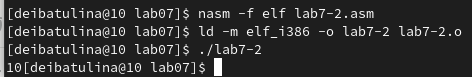 [deibatulina@10 lab07]$ nasm -f elf lab7-2.asm
[deibatulina@10 lab07]$ ld -m elf_i386 -o lab7-2 lab7-2.o
[deibatulina@10 lab07]$ ./lab7-2
10[deibatulina@10 lab07]$